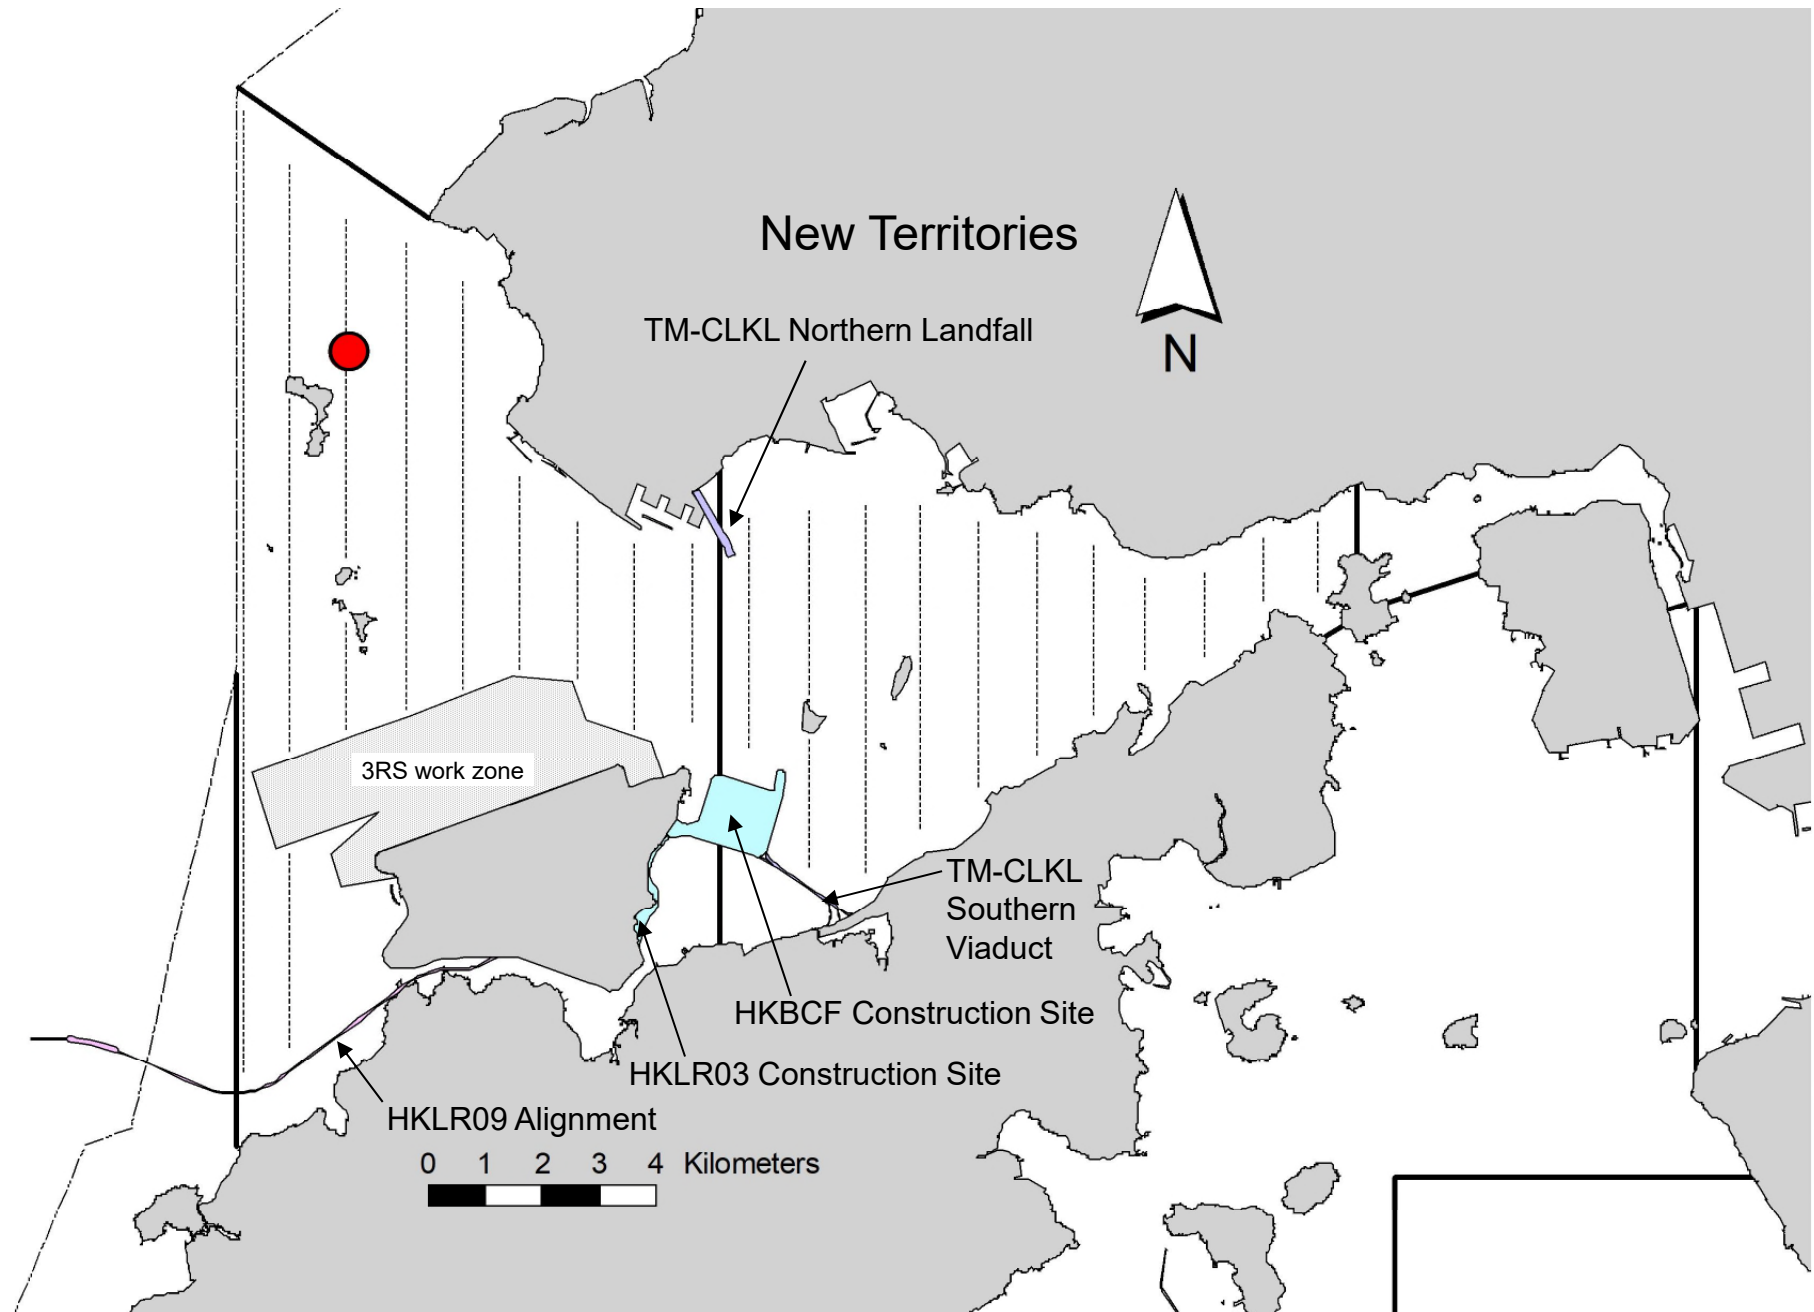 New Territories
TM-CLKL Northern Landfall
N
3RS work zone
TM-CLKL
Southern
Viaduct
HKBCF Construction Site
HKLR03 Construction Site
HKLR09 Alignment
0 1 2 3 4 Kilometers